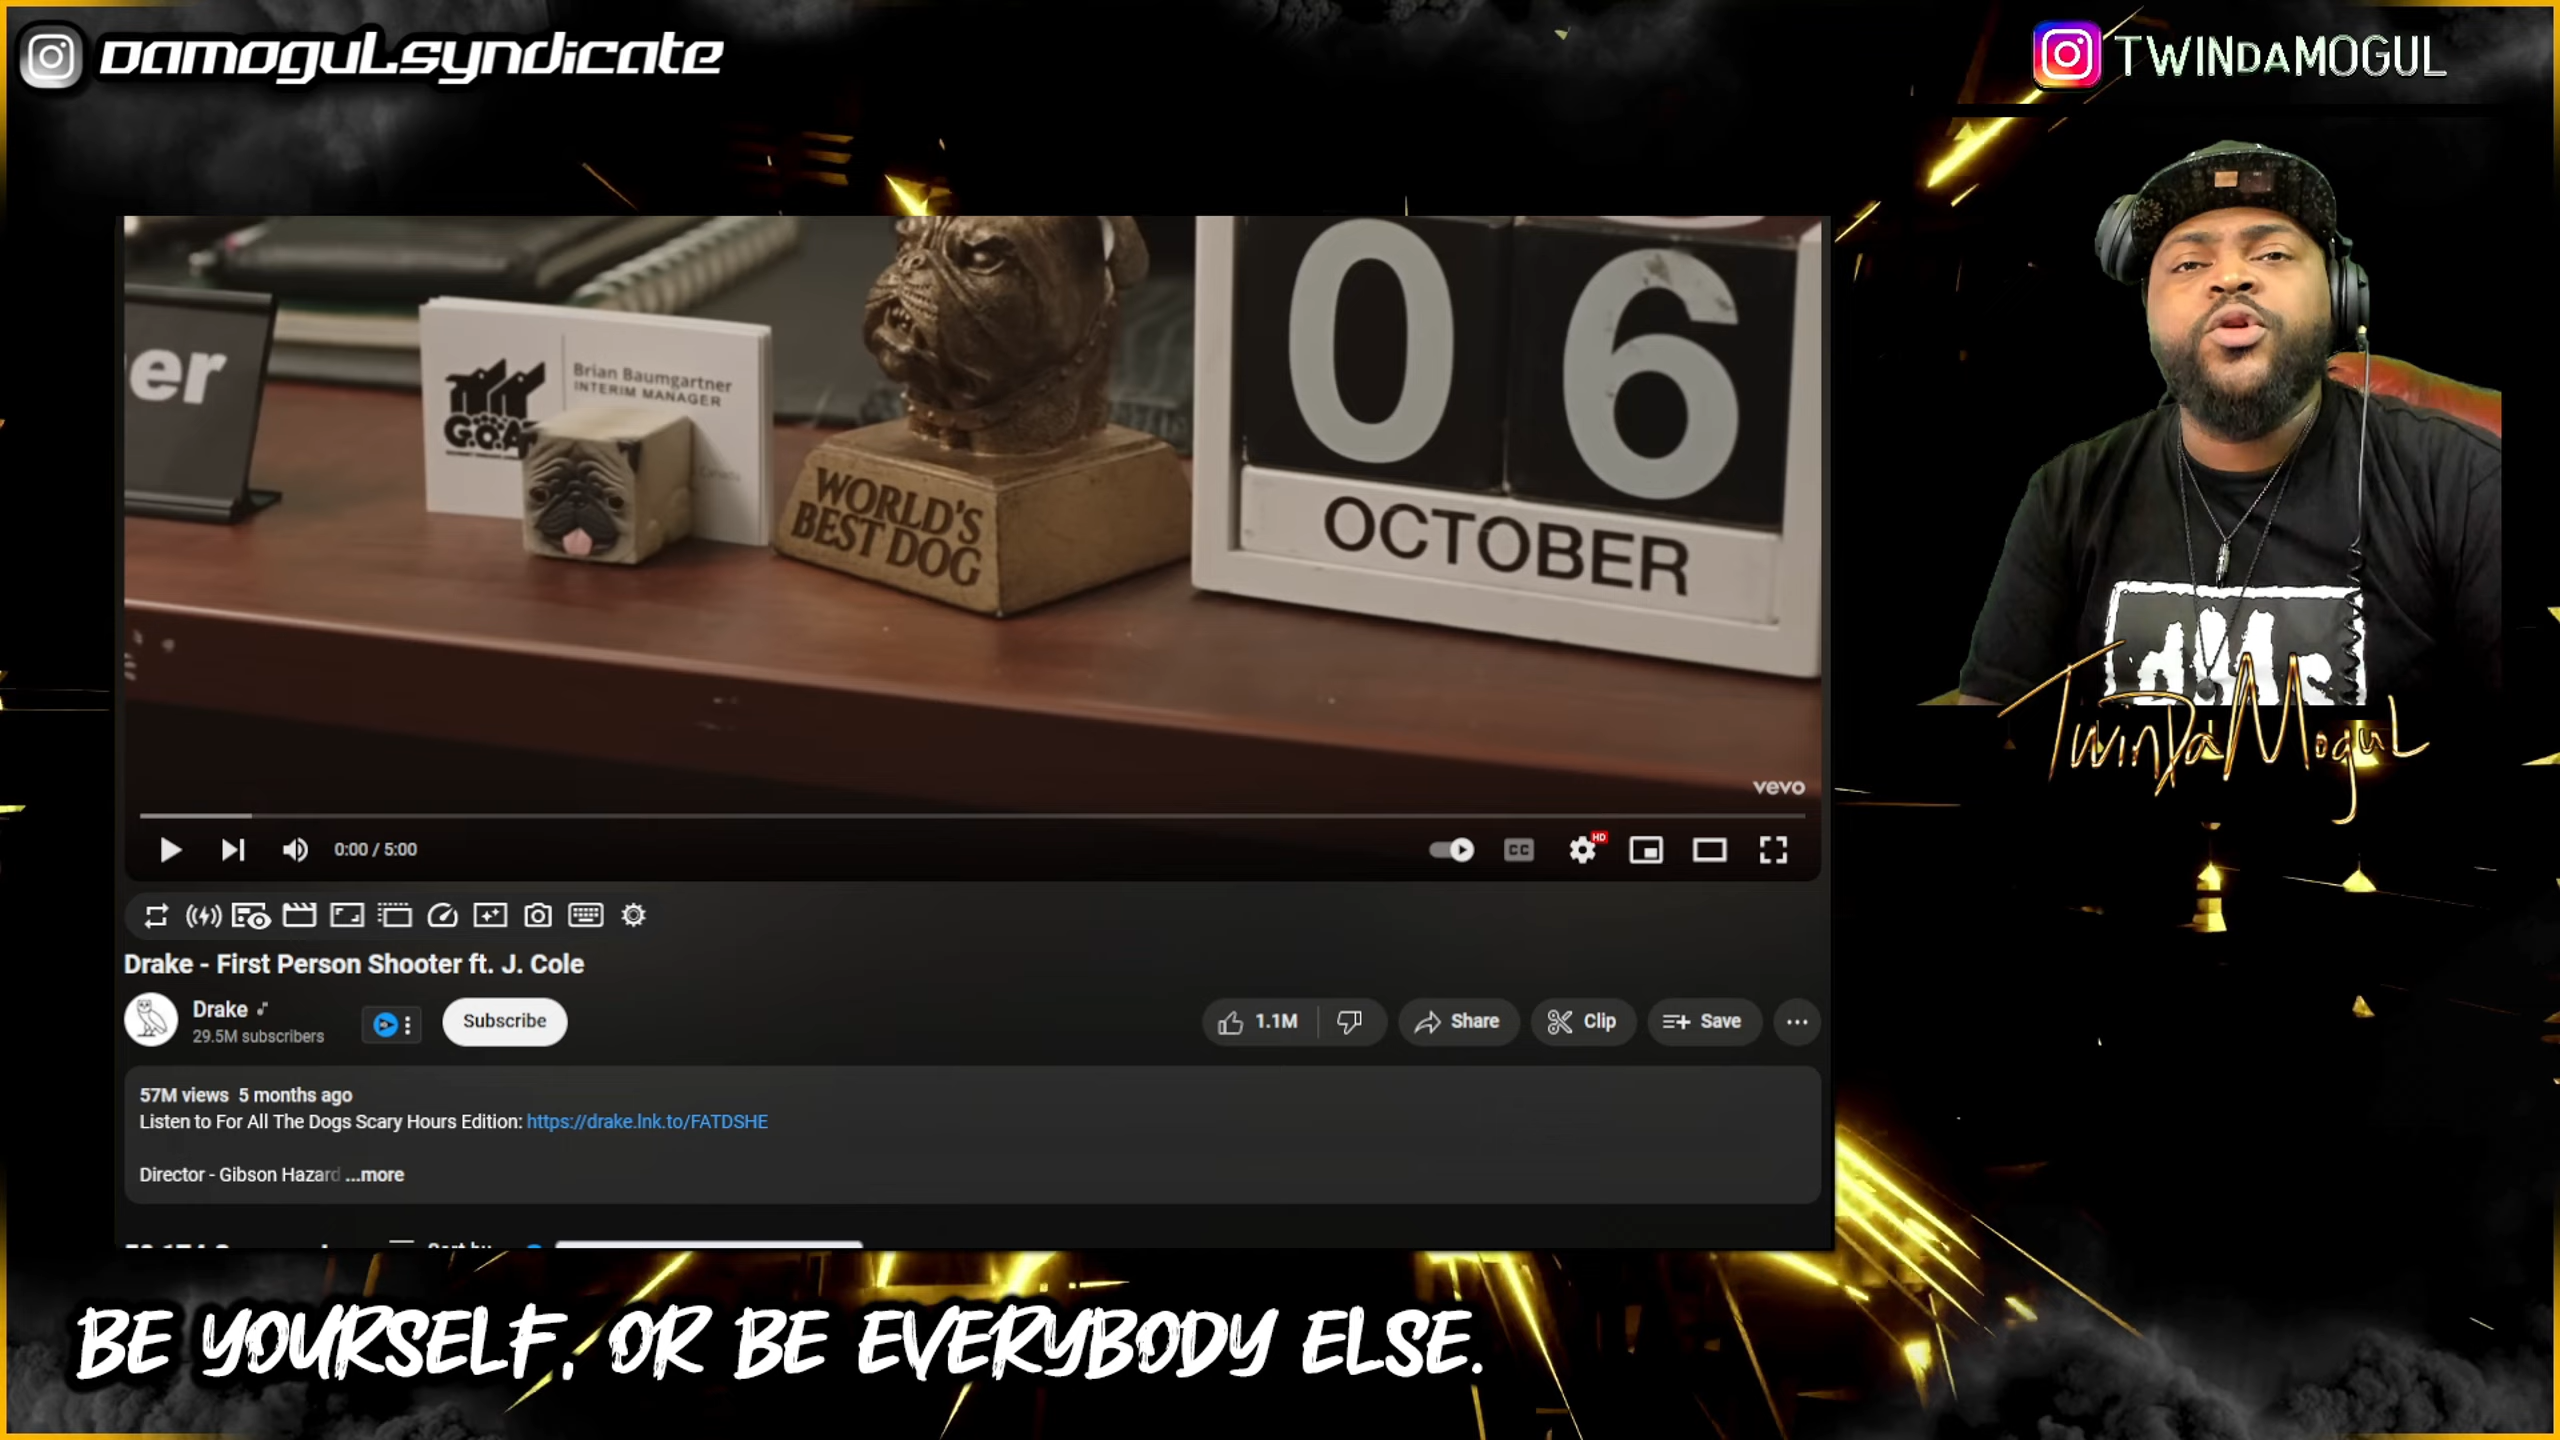 DAMOGULSYNDICATE
TWINDAMOGUL
er
Brian Baumgartner
INTERIM MANAGER
WORLD'S
BEST DOG
06
OCTOBER
vevo
0:00 / 5:00
CC
HD
Drake - First Person Shooter ft. J. Cole
Drake
29.5M subscribers
Subscribe
1.1M
Share
Clip
Save
57M views 5 months ago
Listen to For All The Dogs Scary Hours Edition: https://drake.lnk.to/FATDSHE
Director - Gibson Hazard ...more
TwinDaMoguL
BE YOURSELF, OR BE EVERYBODY ELSE.